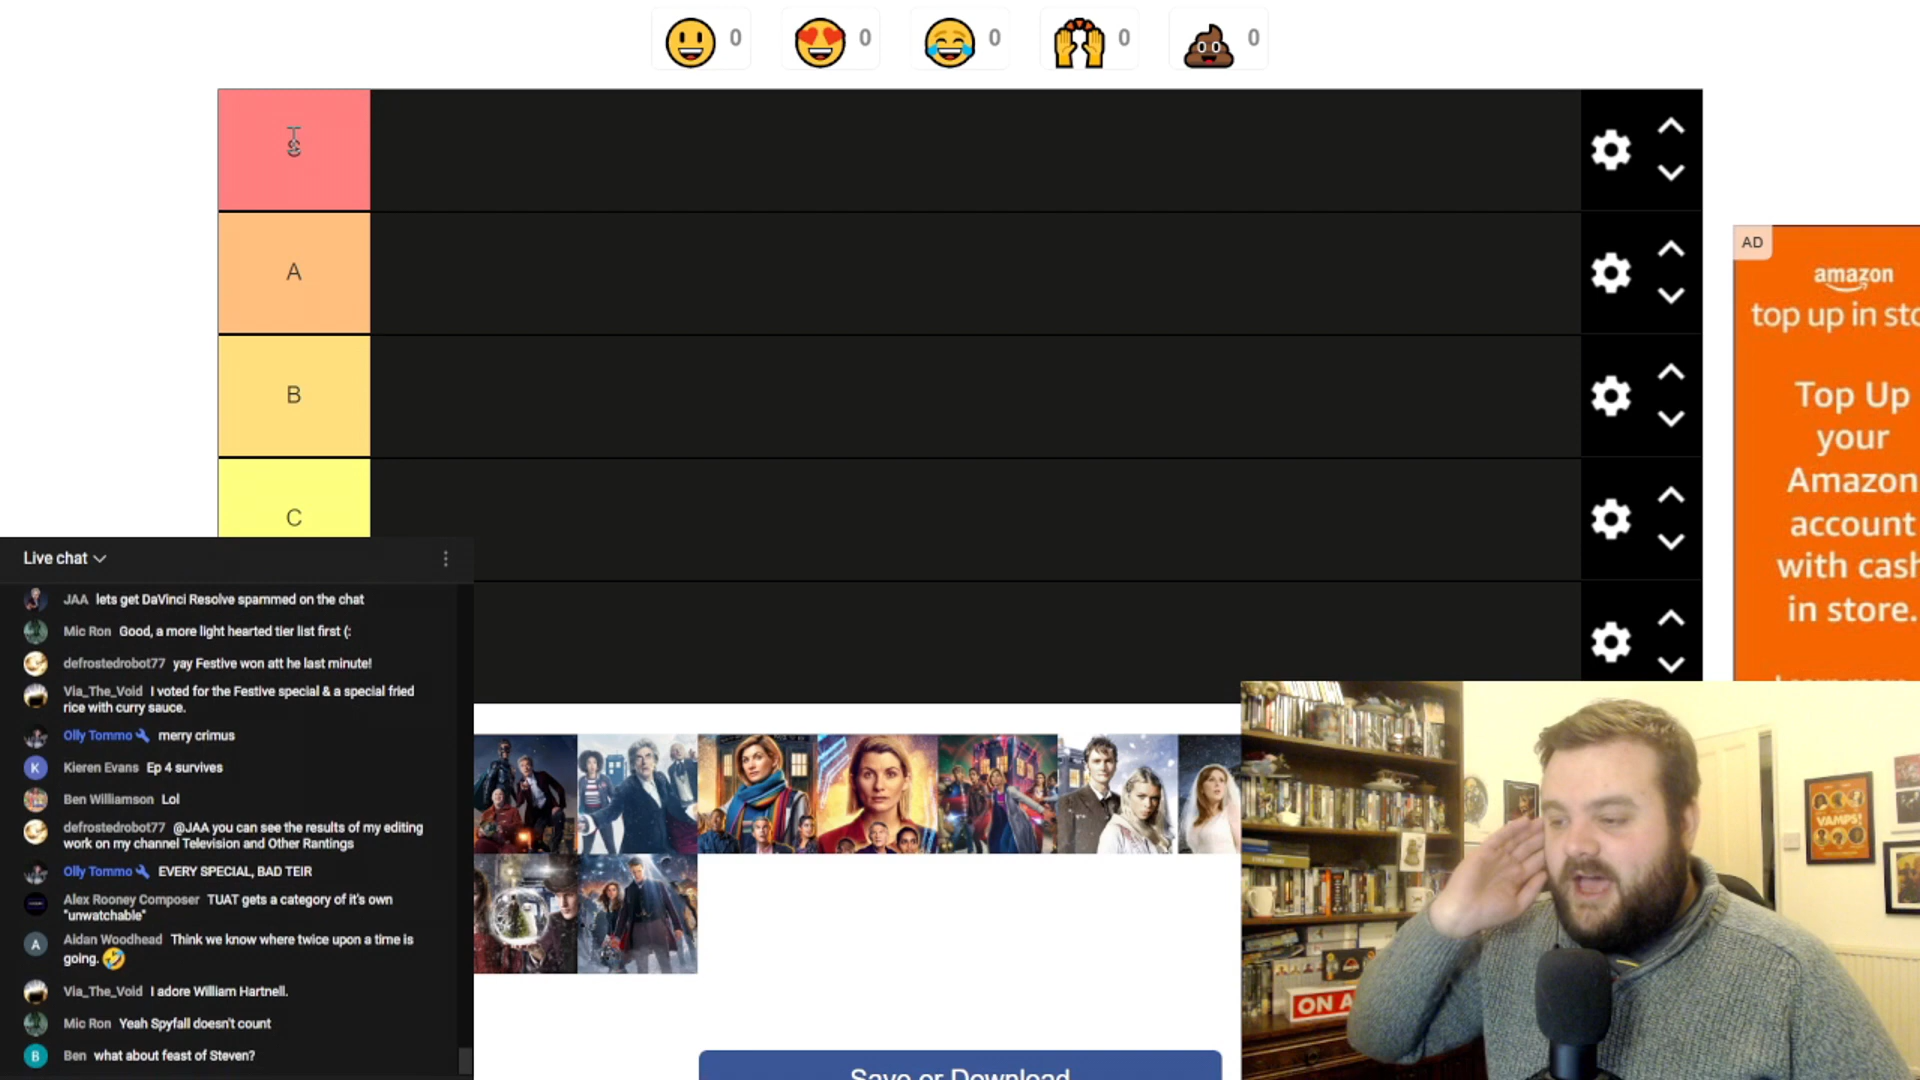 0
0
0
0
0
S
A
B
C
AD
amazon
top up in sto
Top Up
your
Amazon
account
with cash
in store.
Live chat
JAA lets get DaVinci Resolve spammed on the chat
Mic Ron Good, a more light hearted tier list first (:
defrostedrobot77 yay Festive won att he last minute!
Via_The_Void I voted for the Festive special & a special fried
rice with curry sauce.
Olly Tommo merry crimus
K Kieren Evans Ep 4 survives
Ben Williamson Lol
defrostedrobot77 @JAA you can see the results of my editing
work on my channel Television and Other Rantings
Olly Tommo EVERY SPECIAL, BAD TEIR
Alex Rooney Composer TUAT gets a category of it's own
"unwatchable"
A Aidan Woodhead Think we know where twice upon a time is
going. 🤣
Via_The_Void I adore William Hartnell.
Mic Ron Yeah Spyfall doesn't count
B Ben what about feast of Steven?
Save or Download
VAMPS!
ON A